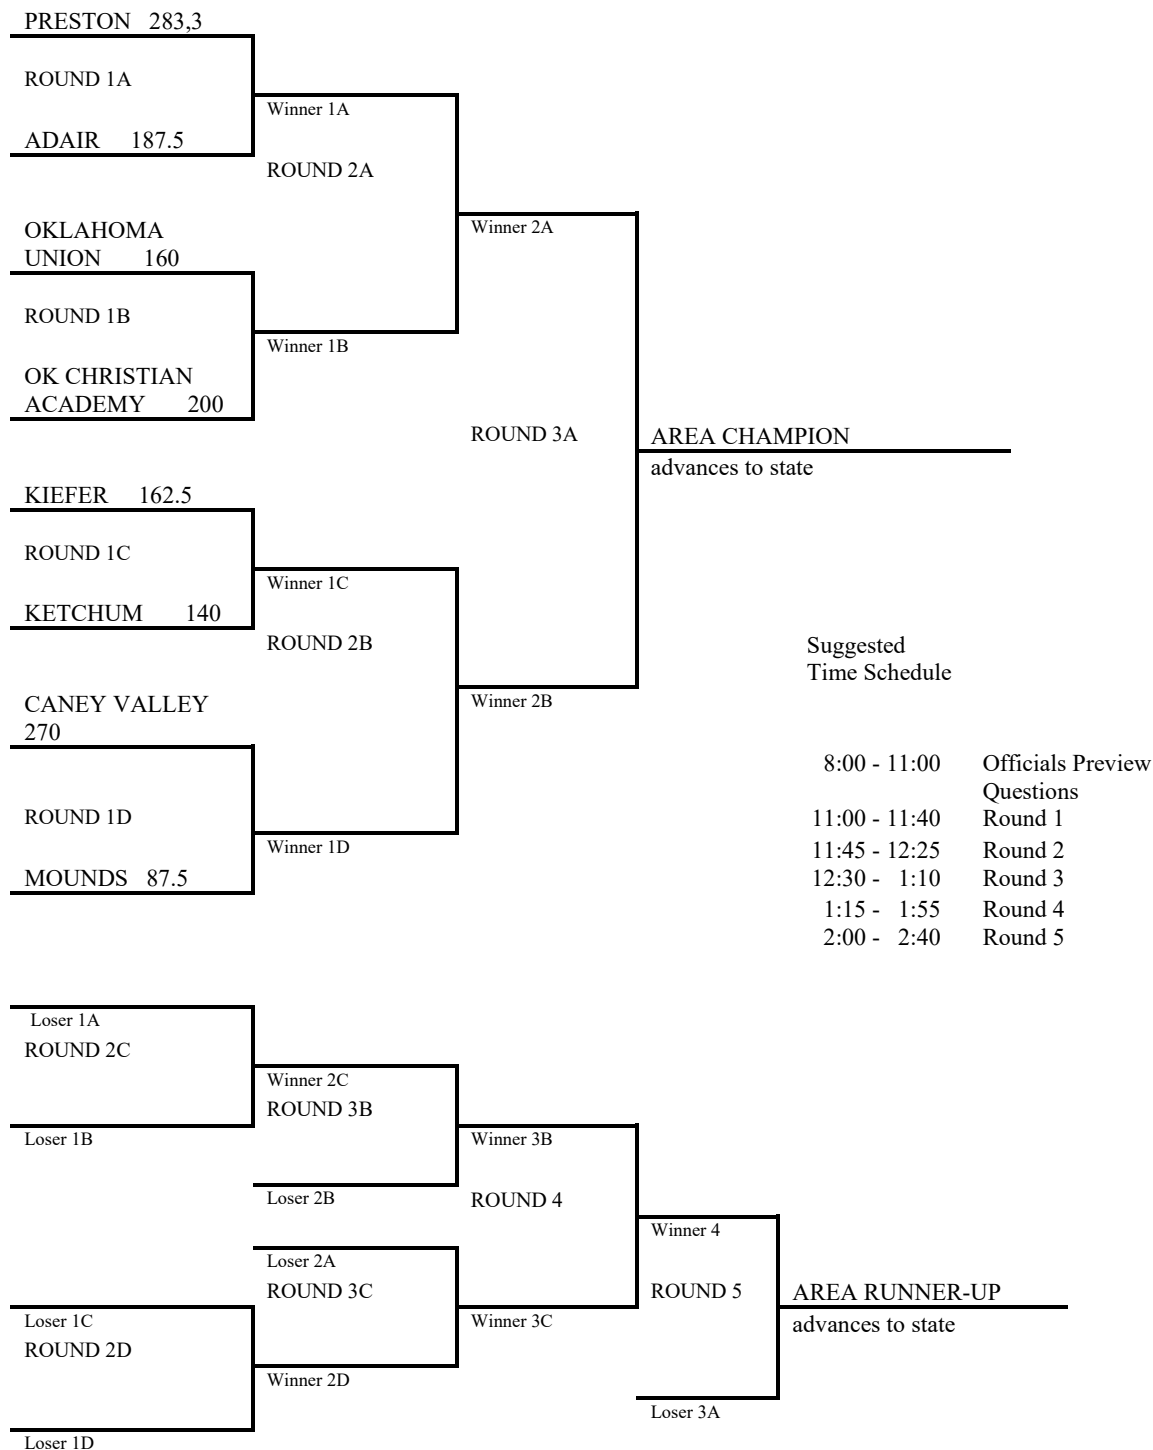 PRESTON 283,3
ROUND 1A
Winner 1A
ADAIR 187.5
ROUND 2A
OKLAHOMA
UNION 160
Winner 2A
ROUND 1B
Winner 1B
OK CHRISTIAN
ACADEMY 200
ROUND 3A
AREA CHAMPION
advances to state
KIEFER 162.5
ROUND 1C
Winner 1C
KETCHUM 140
ROUND 2B
Suggested
Time Schedule
CANEY VALLEY
270
Winner 2B
8:00 - 11:00 Officials Preview
Questions
11:00 - 11:40 Round 1
11:45 - 12:25 Round 2
12:30 - 1:10 Round 3
1:15 - 1:55 Round 4
2:00 - 2:40 Round 5
ROUND 1D
Winner 1D
MOUNDS 87.5
Loser 1A
ROUND 2C
Winner 2C
ROUND 3B
Loser 1B
Winner 3B
Loser 2B
ROUND 4
Winner 4
Loser 2A
ROUND 3C
ROUND 5
AREA RUNNER-UP
advances to state
Loser 1C
Winner 3C
ROUND 2D
Winner 2D
Loser 3A
Loser 1D